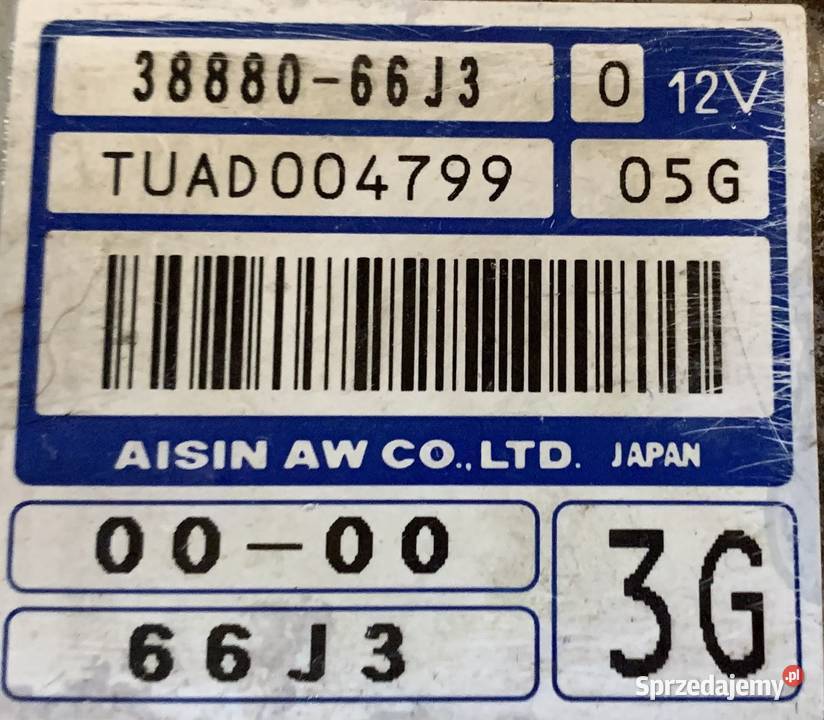 38880-66J3 0 12V
TUAD004799 05G
AISIN AW CO.,LTD. JAPAN
00-00
66J3
3G
Sprzedajemy.pl